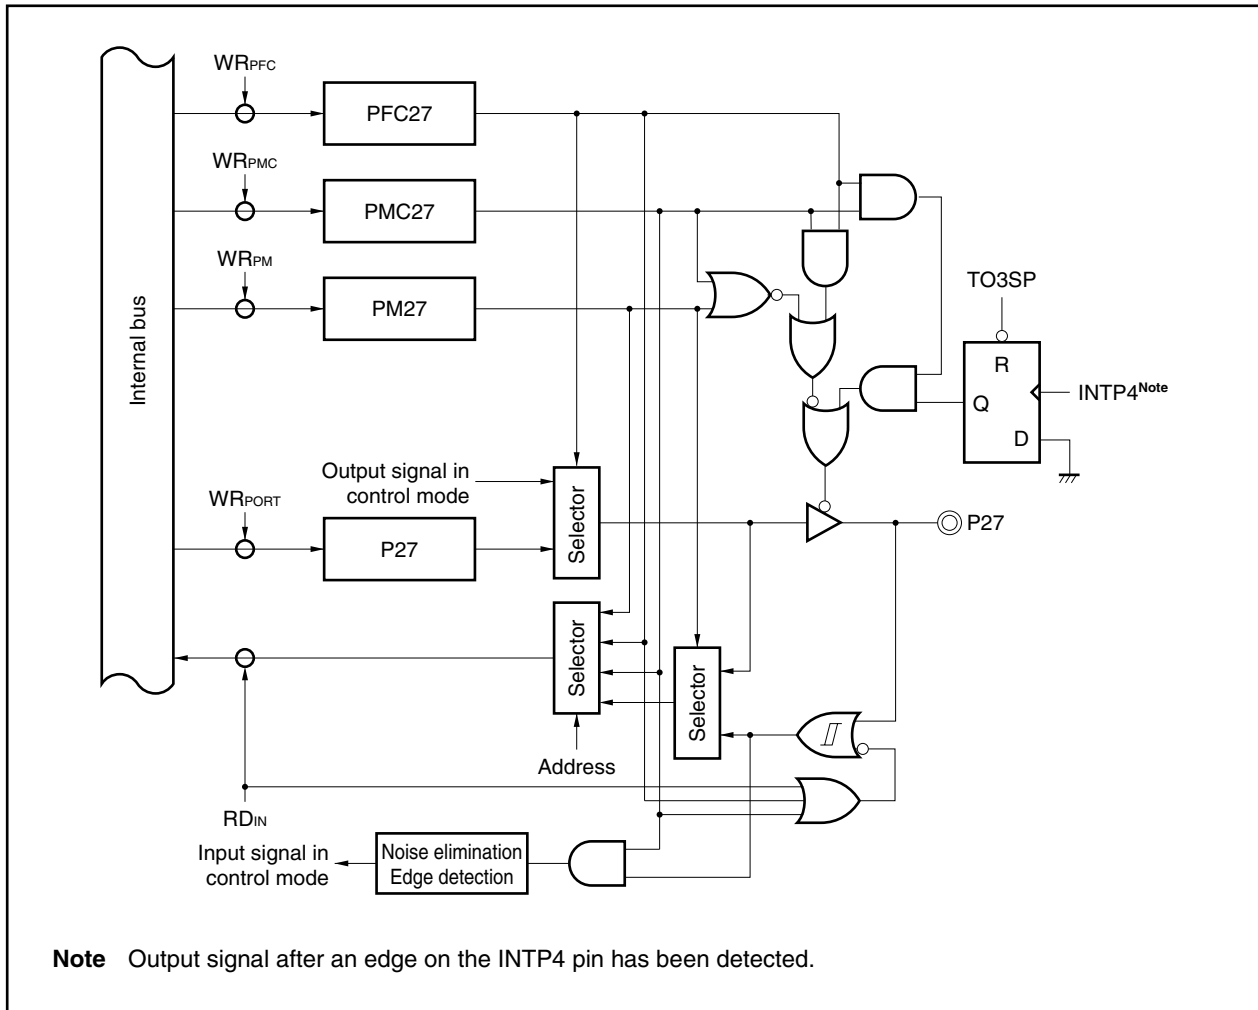 WRPFC
PFC27
WRPMC
PMC27
WRPM
PM27
Internal bus
TO3SP
R
INTP4Note
Q
D
Output signal in
control mode
Selector
WRPORT
P27
P27
Selector
Selector
Address
RDIN
Input signal in
control mode
Noise elimination
Edge detection
Note Output signal after an edge on the INTP4 pin has been detected.